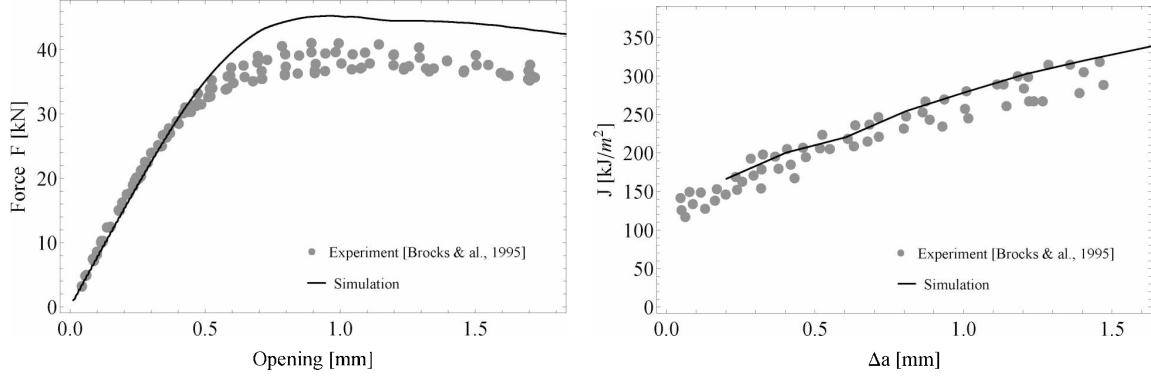 40
30
20
10
0
0.0 0.5 1.0 1.5
Force F [kN]
Opening [mm]
Experiment [Brocks & al., 1995]
Simulation
350
300
250
200
150
100
50
0
0.0 0.5 1.0 1.5
J [kJ/m²]
Δa [mm]
Experiment [Brocks & al., 1995]
Simulation